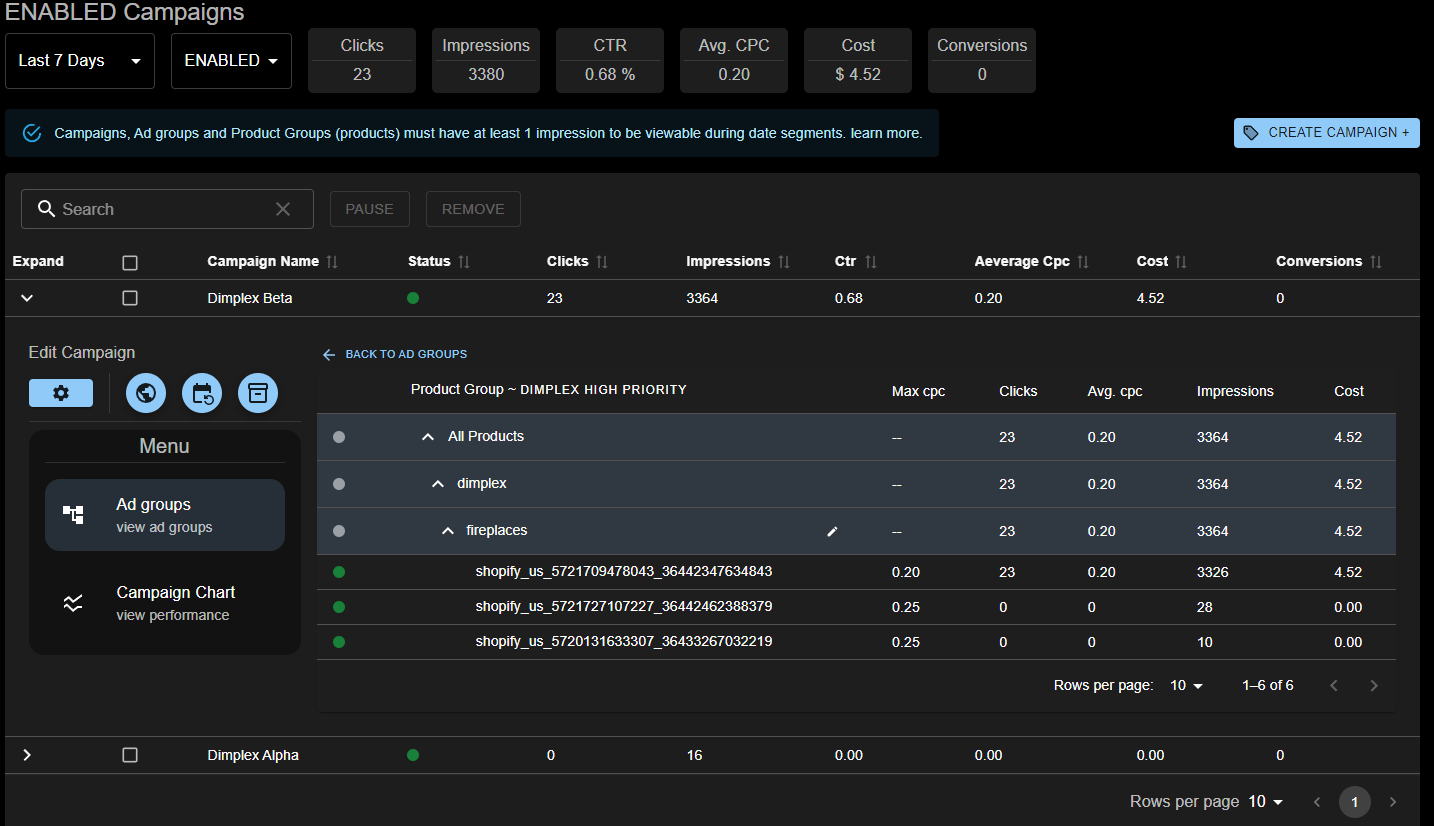 ENABLED Campaigns
Last 7 Days ENABLED Clicks Impressions CTR Avg. CPC Cost Conversions
23 3380 0.68 % 0.20 $ 4.52 0
Campaigns, Ad groups and Product Groups (products) must have at least 1 impression to be viewable during date segments. learn more.
CREATE CAMPAIGN +
Search PAUSE REMOVE
Expand Campaign Name Status Clicks Impressions Ctr Aeverage Cpc Cost Conversions
Dimplex Beta 23 3364 0.68 0.20 4.52 0
Edit Campaign
Menu
Ad groups
view ad groups
Campaign Chart
view performance
BACK TO AD GROUPS
Product Group ~ DIMPLEX HIGH PRIORITY Max cpc Clicks Avg. cpc Impressions Cost
All Products -- 23 0.20 3364 4.52
dimplex -- 23 0.20 3364 4.52
fireplaces -- 23 0.20 3364 4.52
shopify_us_5721709478043_36442347634843 0.20 23 0.20 3326 4.52
shopify_us_5721727107227_36442462388379 0.25 0 0 28 0.00
shopify_us_5720131633307_36433267032219 0.25 0 0 10 0.00
Rows per page: 10 1–6 of 6
Dimplex Alpha 0 16 0.00 0.00 0.00 0
Rows per page 10 1